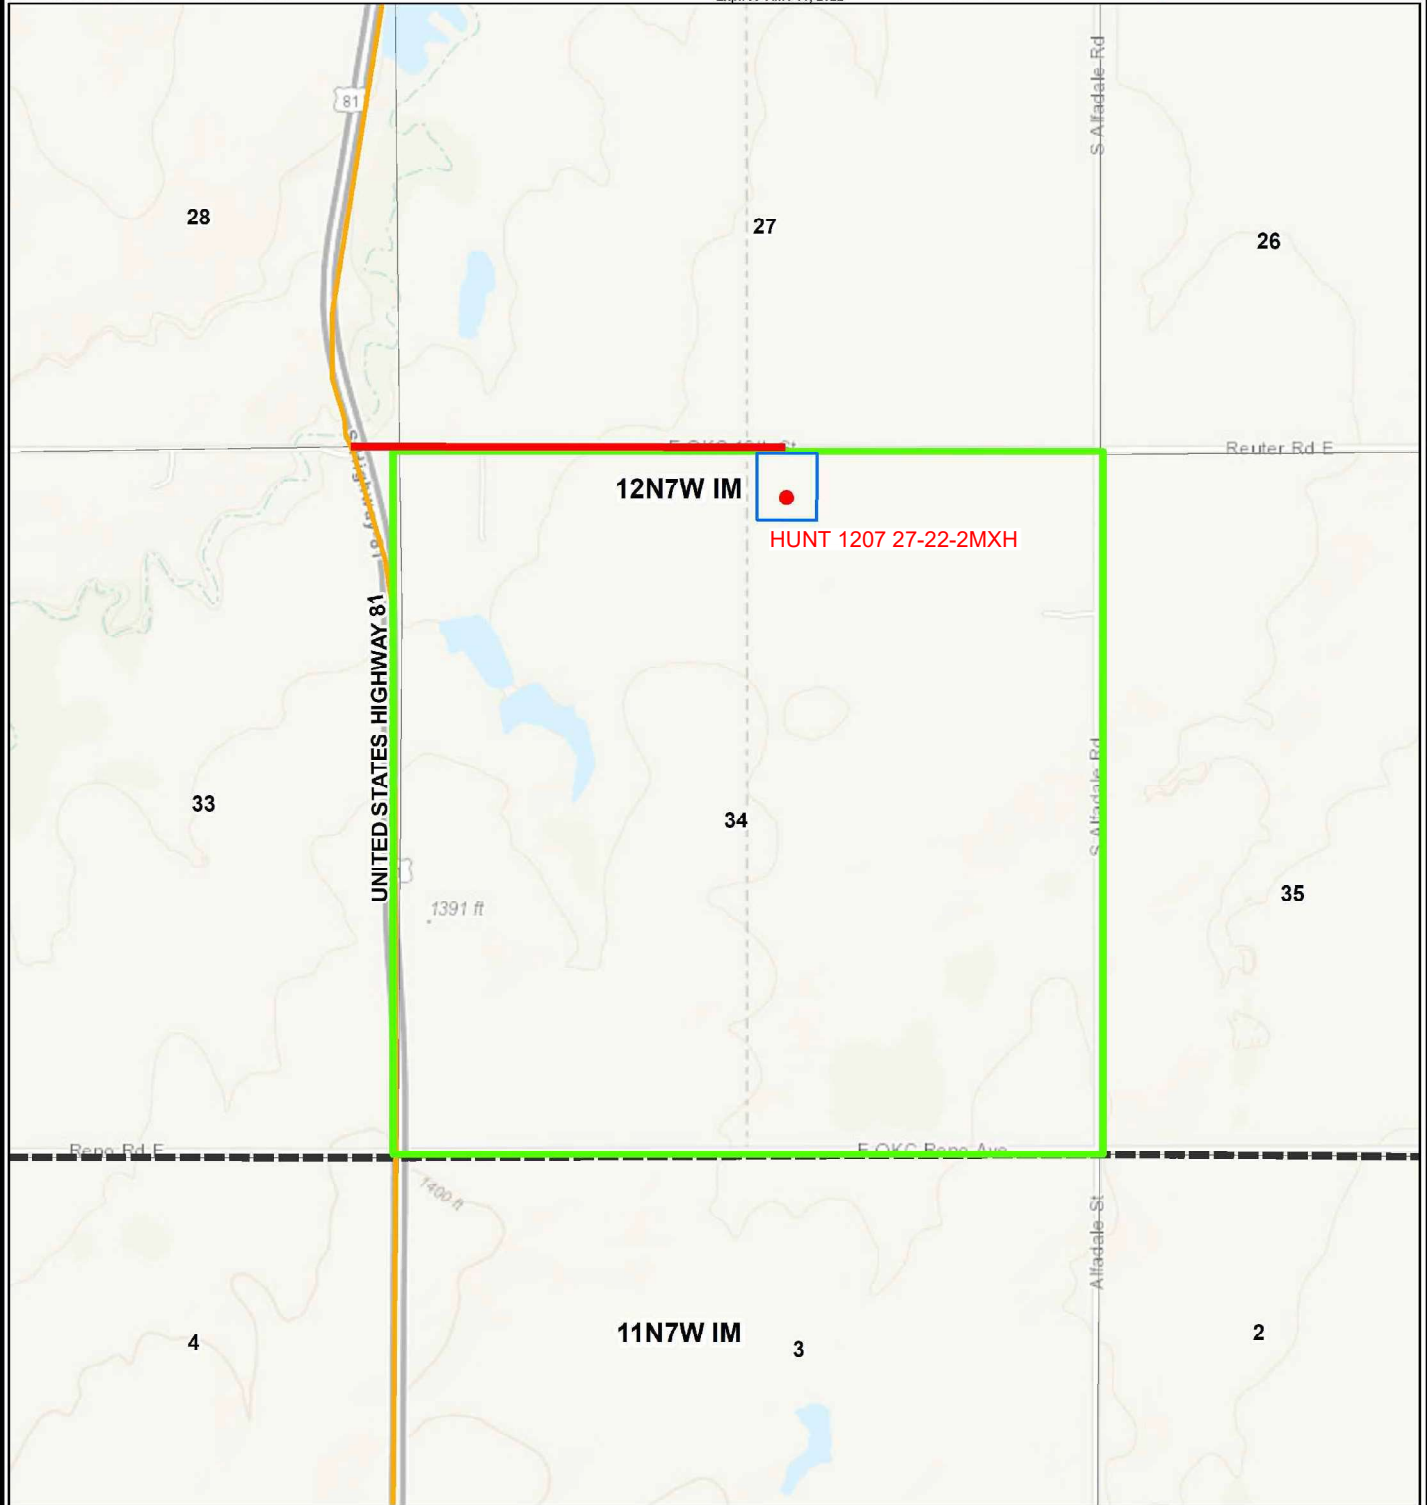 81
S Alfadale Rd
28
27
26
Reuter Rd E
12N7W IM
HUNT 1207 27-22-2MXH
S Highway 81
UNITED STATES HIGHWAY 81
S Alfadale Rd
33
34
35
1391 ft
Reno Rd E
E OKC Reno Ave
1400 ft
Alfadale St
11N7W IM
4
3
2